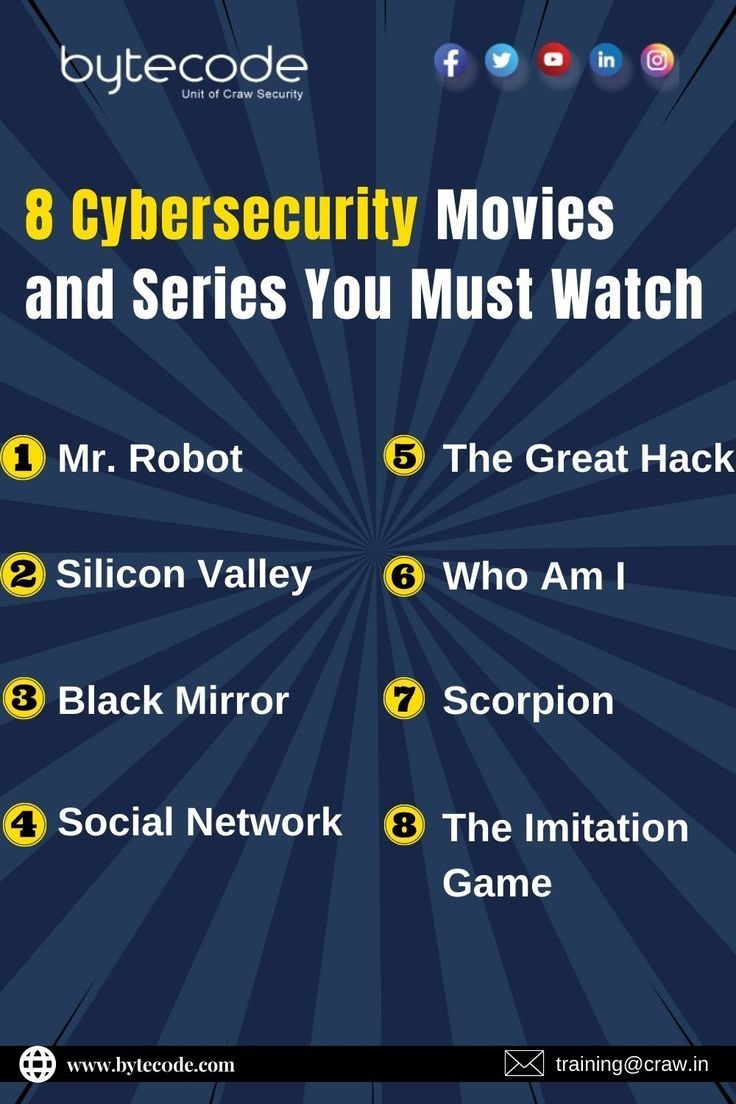 bytecode
Unit of Craw Security
8 Cybersecurity Movies
and Series You Must Watch
1 Mr. Robot
2 Silicon Valley
3 Black Mirror
4 Social Network
5 The Great Hack
6 Who Am I
7 Scorpion
8 The Imitation
Game
www.bytecode.com
training@craw.in